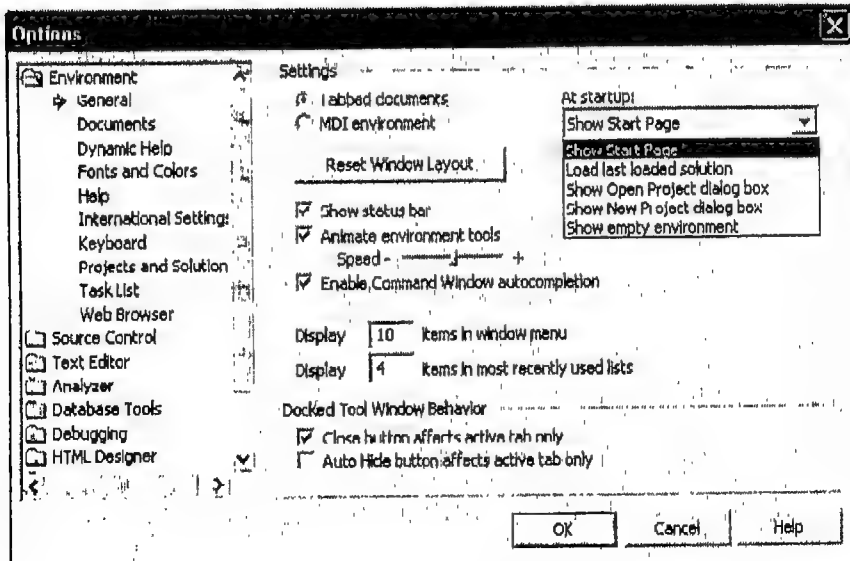 Options
Environment
General
Documents
Dynamic Help
Fonts and Colors
Help
International Settings
Keyboard
Projects and Solution
Task List
Web Browser
Source Control
Text Editor
Analyzer
Database Tools
Debugging
HTML Designer
Settings
Tabbed documents
MDI environment
Reset Window Layout
Show status bar
Animate environment tools
Speed - +
Enable Command Window autocompletion
At startup:
Show Start Page
Show Start Page
Load last loaded solution
Show Open Project dialog box
Show New Project dialog box
Show empty environment
Display 10 items in window menu
Display 4 items in most recently used lists
Docked Tool Window Behavior
Close button affects active tab only
Auto Hide button affects active tab only
OK Cancel Help